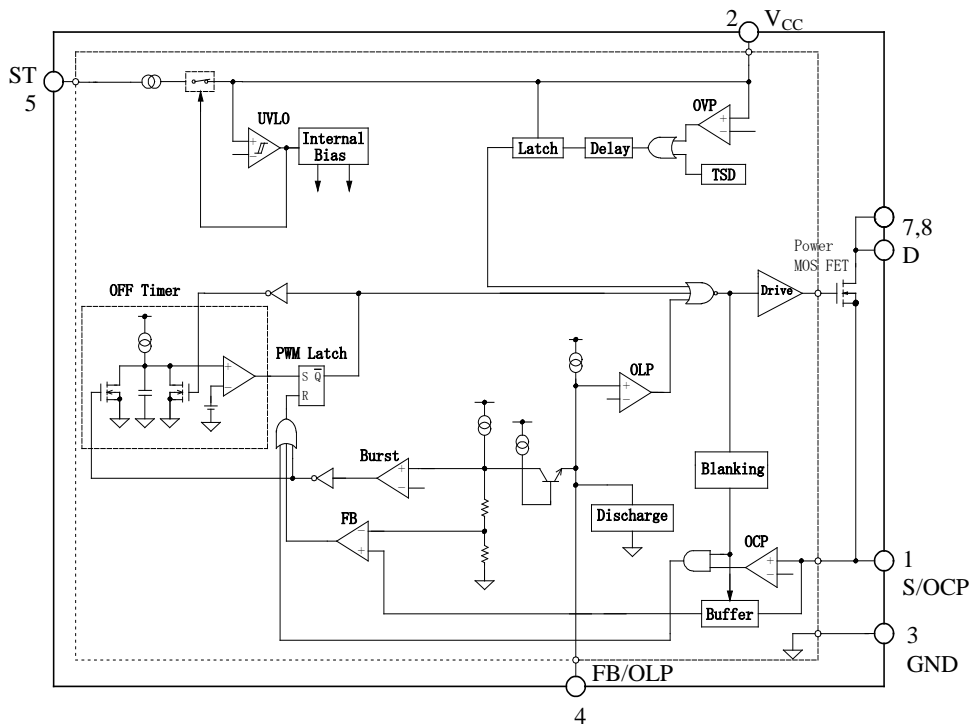 2 VCC
ST
5
OVP
UVLO
Internal
Bias
Latch
Delay
TSD
7,8
D
Power
MOS FET
OFF Timer
Drive
PWM Latch
S Q̅
R
OLP
Burst
Blanking
FB
Discharge
OCP
1
S/OCP
Buffer
3
GND
FB/OLP
4